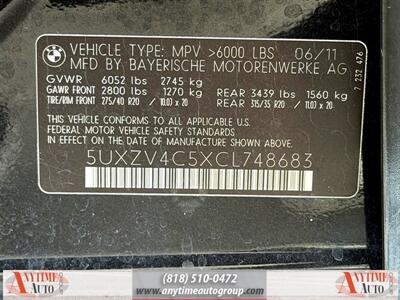 VEHICLE TYPE: MPV >6000 LBS 06/11
MFD BY BAYERISCHE MOTORENWERKE AG
GVWR 6052 lbs 2745 kg
GAWR FRONT 2800 lbs 1270 kg REAR 3439 lbs 1560 kg
TIRE/RIM FRONT 275/40 R20 / 10.0J x 20 REAR 315/35 R20 / 11.0J x 20
THIS VEHICLE CONFORMS TO ALL APPLICABLE
U.S. FEDERAL MOTOR VEHICLE SAFETY STANDARDS
IN EFFECT ON THE DATE OF MANUFACTURE SHOWN ABOVE.
5UXZV4C5XCL748683
7 232 476
ANYTIME AUTO
(818) 510-0472
www.anytimeautogroup.com
ANYTIME AUTO